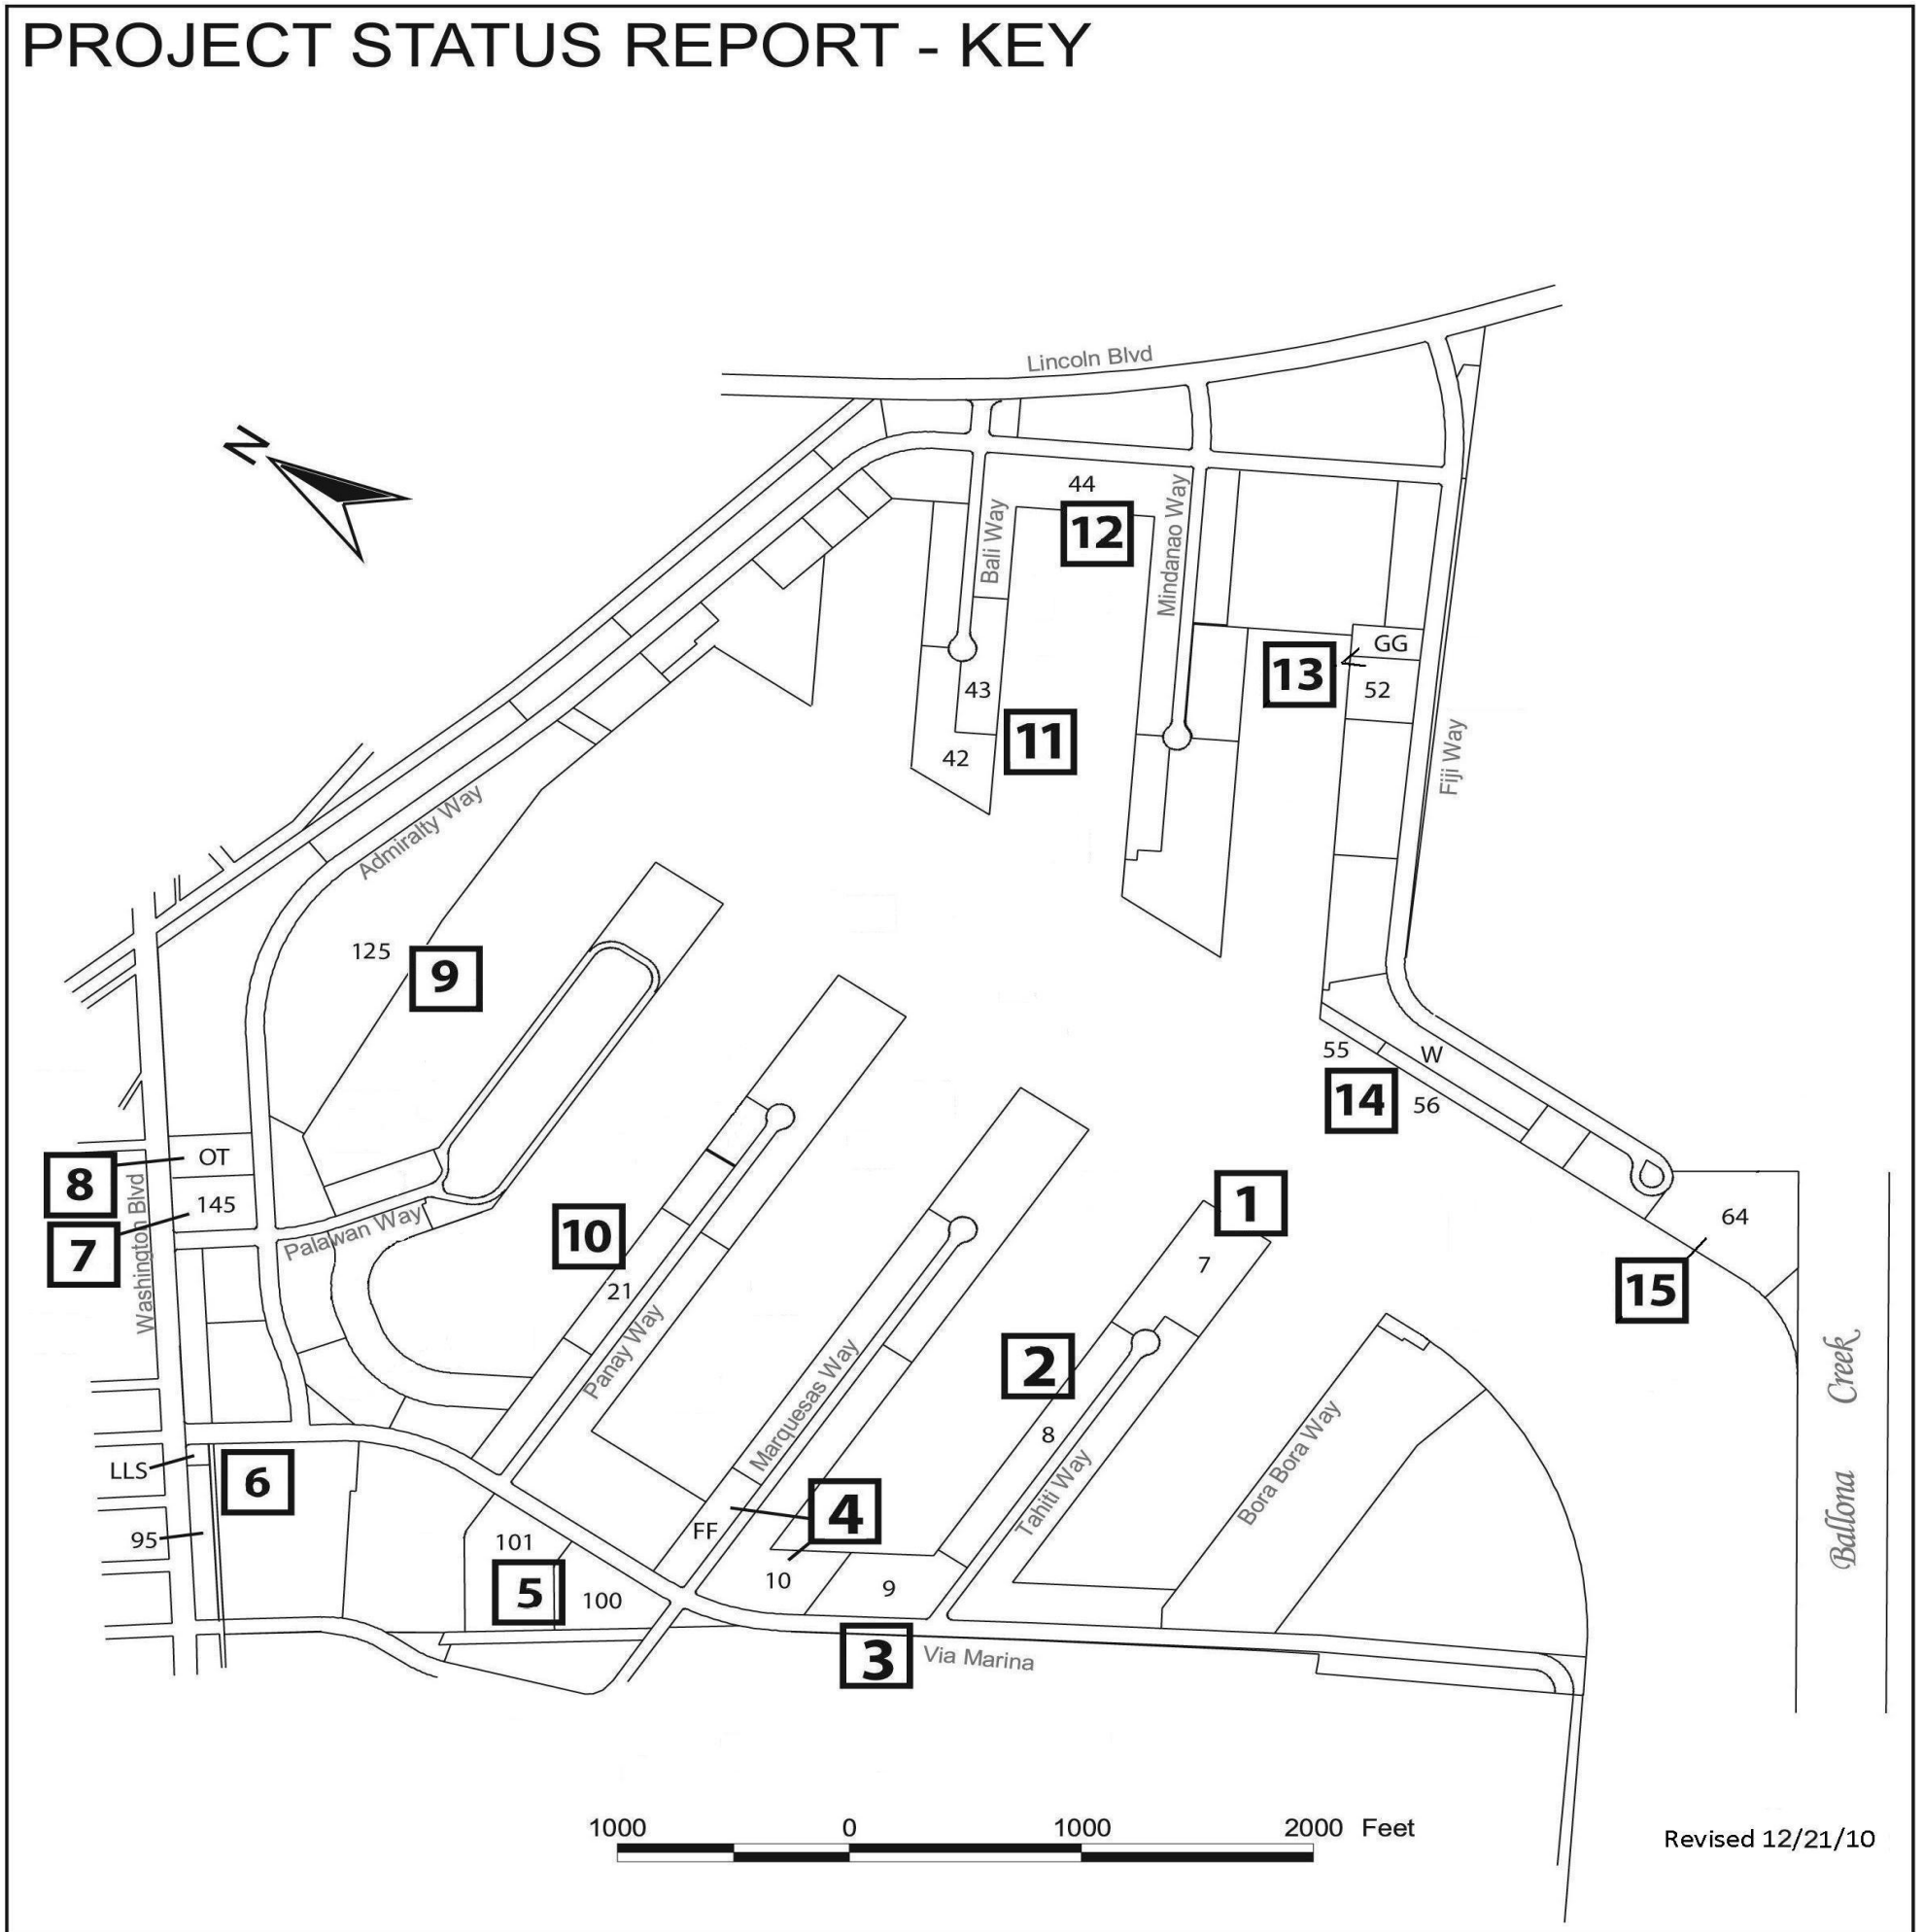 PROJECT STATUS REPORT - KEY
Lincoln Blvd
N
44
12
Bali Way
Mindanao Way
GG
13
52
43
11
42
Fiji Way
Admiralty Way
125
9
55
W
14
56
OT
8
145
7
Washington Blvd
Palawan Way
10
21
Panay Way
1
7
64
15
2
8
Marquesas Way
Tahiti Way
Bora Bora Way
Ballona Creek
LLS
6
95
4
FF
101
5
100
10
9
3
Via Marina
1000 0 1000 2000 Feet
Revised 12/21/10